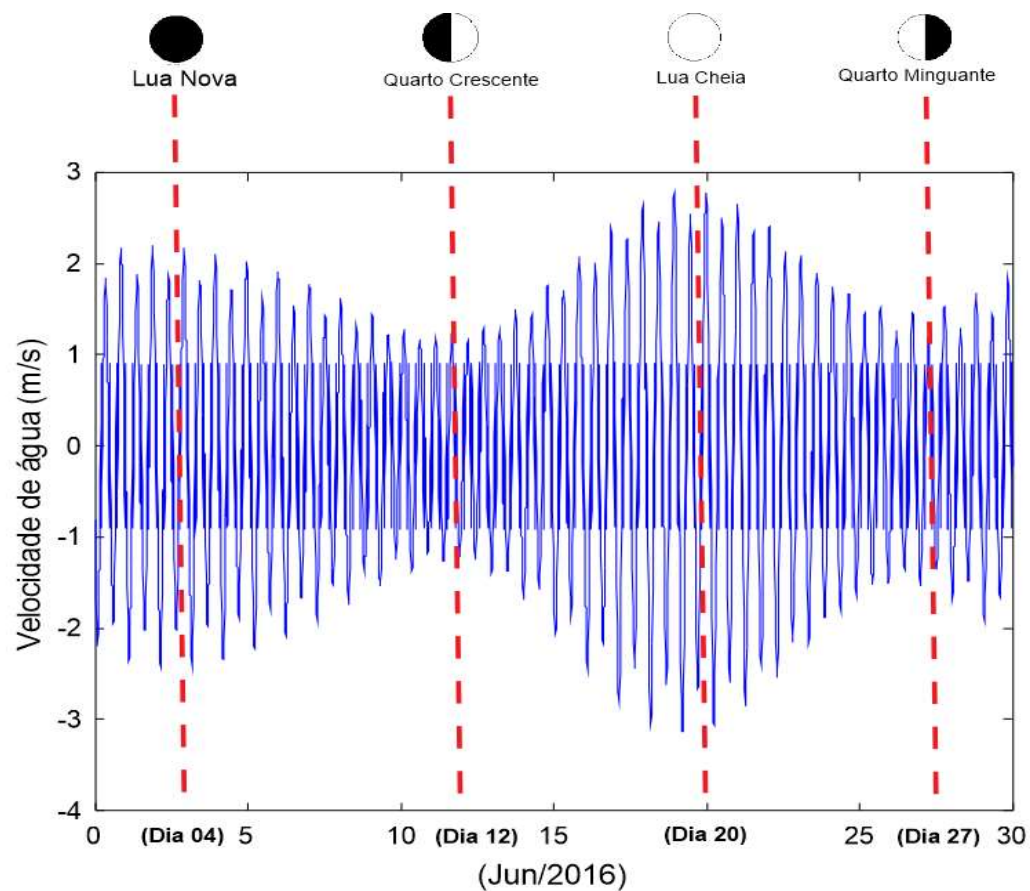 Lua Nova
Quarto Crescente
Lua Cheia
Quarto Minguante
3
2
1
0
-1
-2
-3
-4
Velocidade de água (m/s)
0 (Dia 04) 5 10 (Dia 12) 15 (Dia 20) 20 25 (Dia 27) 30
(Jun/2016)